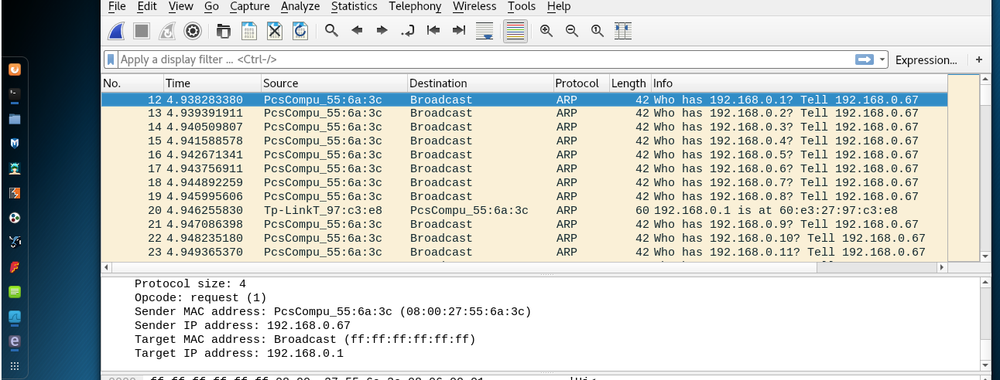 File Edit View Go Capture Analyze Statistics Telephony Wireless Tools Help
Apply a display filter ... <Ctrl-/> Expression... +
No. Time Source Destination Protocol Length Info
12 4.938283380 PcsCompu_55:6a:3c Broadcast ARP 42 Who has 192.168.0.1? Tell 192.168.0.67
13 4.939391911 PcsCompu_55:6a:3c Broadcast ARP 42 Who has 192.168.0.2? Tell 192.168.0.67
14 4.940509807 PcsCompu_55:6a:3c Broadcast ARP 42 Who has 192.168.0.3? Tell 192.168.0.67
15 4.941588578 PcsCompu_55:6a:3c Broadcast ARP 42 Who has 192.168.0.4? Tell 192.168.0.67
16 4.942671341 PcsCompu_55:6a:3c Broadcast ARP 42 Who has 192.168.0.5? Tell 192.168.0.67
17 4.943756911 PcsCompu_55:6a:3c Broadcast ARP 42 Who has 192.168.0.6? Tell 192.168.0.67
18 4.944892259 PcsCompu_55:6a:3c Broadcast ARP 42 Who has 192.168.0.7? Tell 192.168.0.67
19 4.945995606 PcsCompu_55:6a:3c Broadcast ARP 42 Who has 192.168.0.8? Tell 192.168.0.67
20 4.946255830 Tp-LinkT_97:c3:e8 PcsCompu_55:6a:3c ARP 60 192.168.0.1 is at 60:e3:27:97:c3:e8
21 4.947086398 PcsCompu_55:6a:3c Broadcast ARP 42 Who has 192.168.0.9? Tell 192.168.0.67
22 4.948235180 PcsCompu_55:6a:3c Broadcast ARP 42 Who has 192.168.0.10? Tell 192.168.0.67
23 4.949365370 PcsCompu_55:6a:3c Broadcast ARP 42 Who has 192.168.0.11? Tell 192.168.0.67
Protocol size: 4
Opcode: request (1)
Sender MAC address: PcsCompu_55:6a:3c (08:00:27:55:6a:3c)
Sender IP address: 192.168.0.67
Target MAC address: Broadcast (ff:ff:ff:ff:ff:ff)
Target IP address: 192.168.0.1